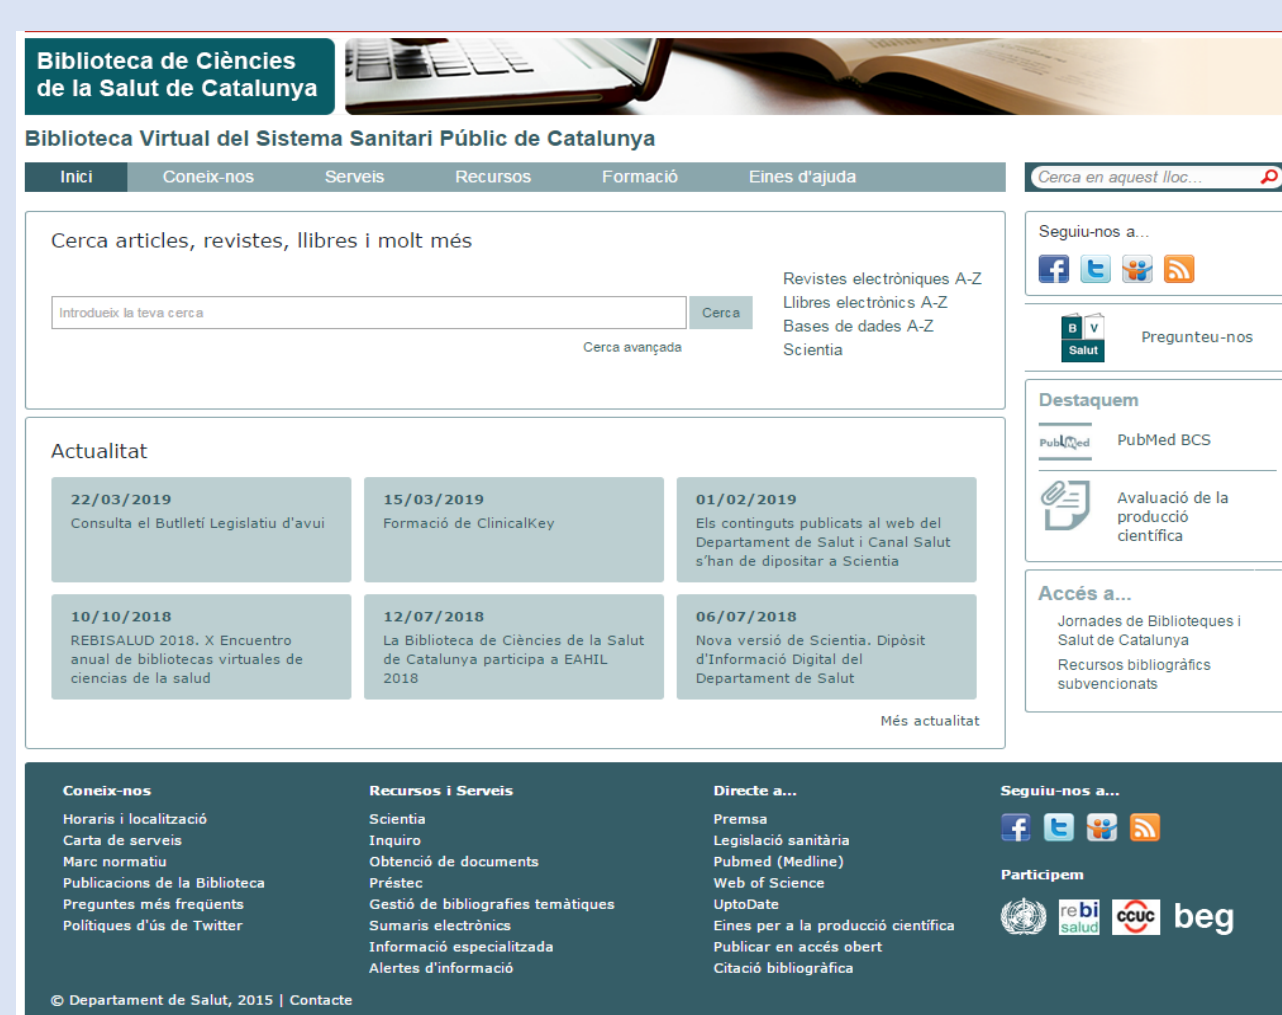 Biblioteca de Ciències
de la Salut de Catalunya
Biblioteca Virtual del Sistema Sanitari Públic de Catalunya
Inici
Coneix-nos
Serveis
Recursos
Formació
Eines d'ajuda
Cerca en aquest lloc...
Cerca articles, revistes, llibres i molt més
Introdueix la teva cerca
Cerca
Cerca avançada
Revistes electròniques A-Z
Llibres electrònics A-Z
Bases de dades A-Z
Scientia
Seguiu-nos a...
B V
Salut
Pregunteu-nos
Destaquem
PubMed
PubMed BCS
Avaluació de la
producció
científica
Accés a...
Jornades de Biblioteques i
Salut de Catalunya
Recursos bibliogràfics
subvencionats
Actualitat
22/03/2019
Consulta el Butlletí Legislatiu d'avui
15/03/2019
Formació de ClinicalKey
01/02/2019
Els continguts publicats al web del
Departament de Salut i Canal Salut
s'han de dipositar a Scientia
10/10/2018
REBISALUD 2018. X Encuentro
anual de bibliotecas virtuales de
ciencias de la salud
12/07/2018
La Biblioteca de Ciències de la Salut
de Catalunya participa a EAHIL
2018
06/07/2018
Nova versió de Scientia. Dipòsit
d'Informació Digital del
Departament de Salut
Més actualitat
Coneix-nos
Horaris i localització
Carta de serveis
Marc normatiu
Publicacions de la Biblioteca
Preguntes més freqüents
Polítiques d'ús de Twitter
Recursos i Serveis
Scientia
Inquiro
Obtenció de documents
Préstec
Gestió de bibliografies temàtiques
Sumaris electrònics
Informació especialitzada
Alertes d'informació
Directe a...
Premsa
Legislació sanitària
Pubmed (Medline)
Web of Science
UptoDate
Eines per a la producció científica
Publicar en accés obert
Citació bibliogràfica
Seguiu-nos a...
Participem
rebi
salud
ccuc
beg
© Departament de Salut, 2015 | Contacte